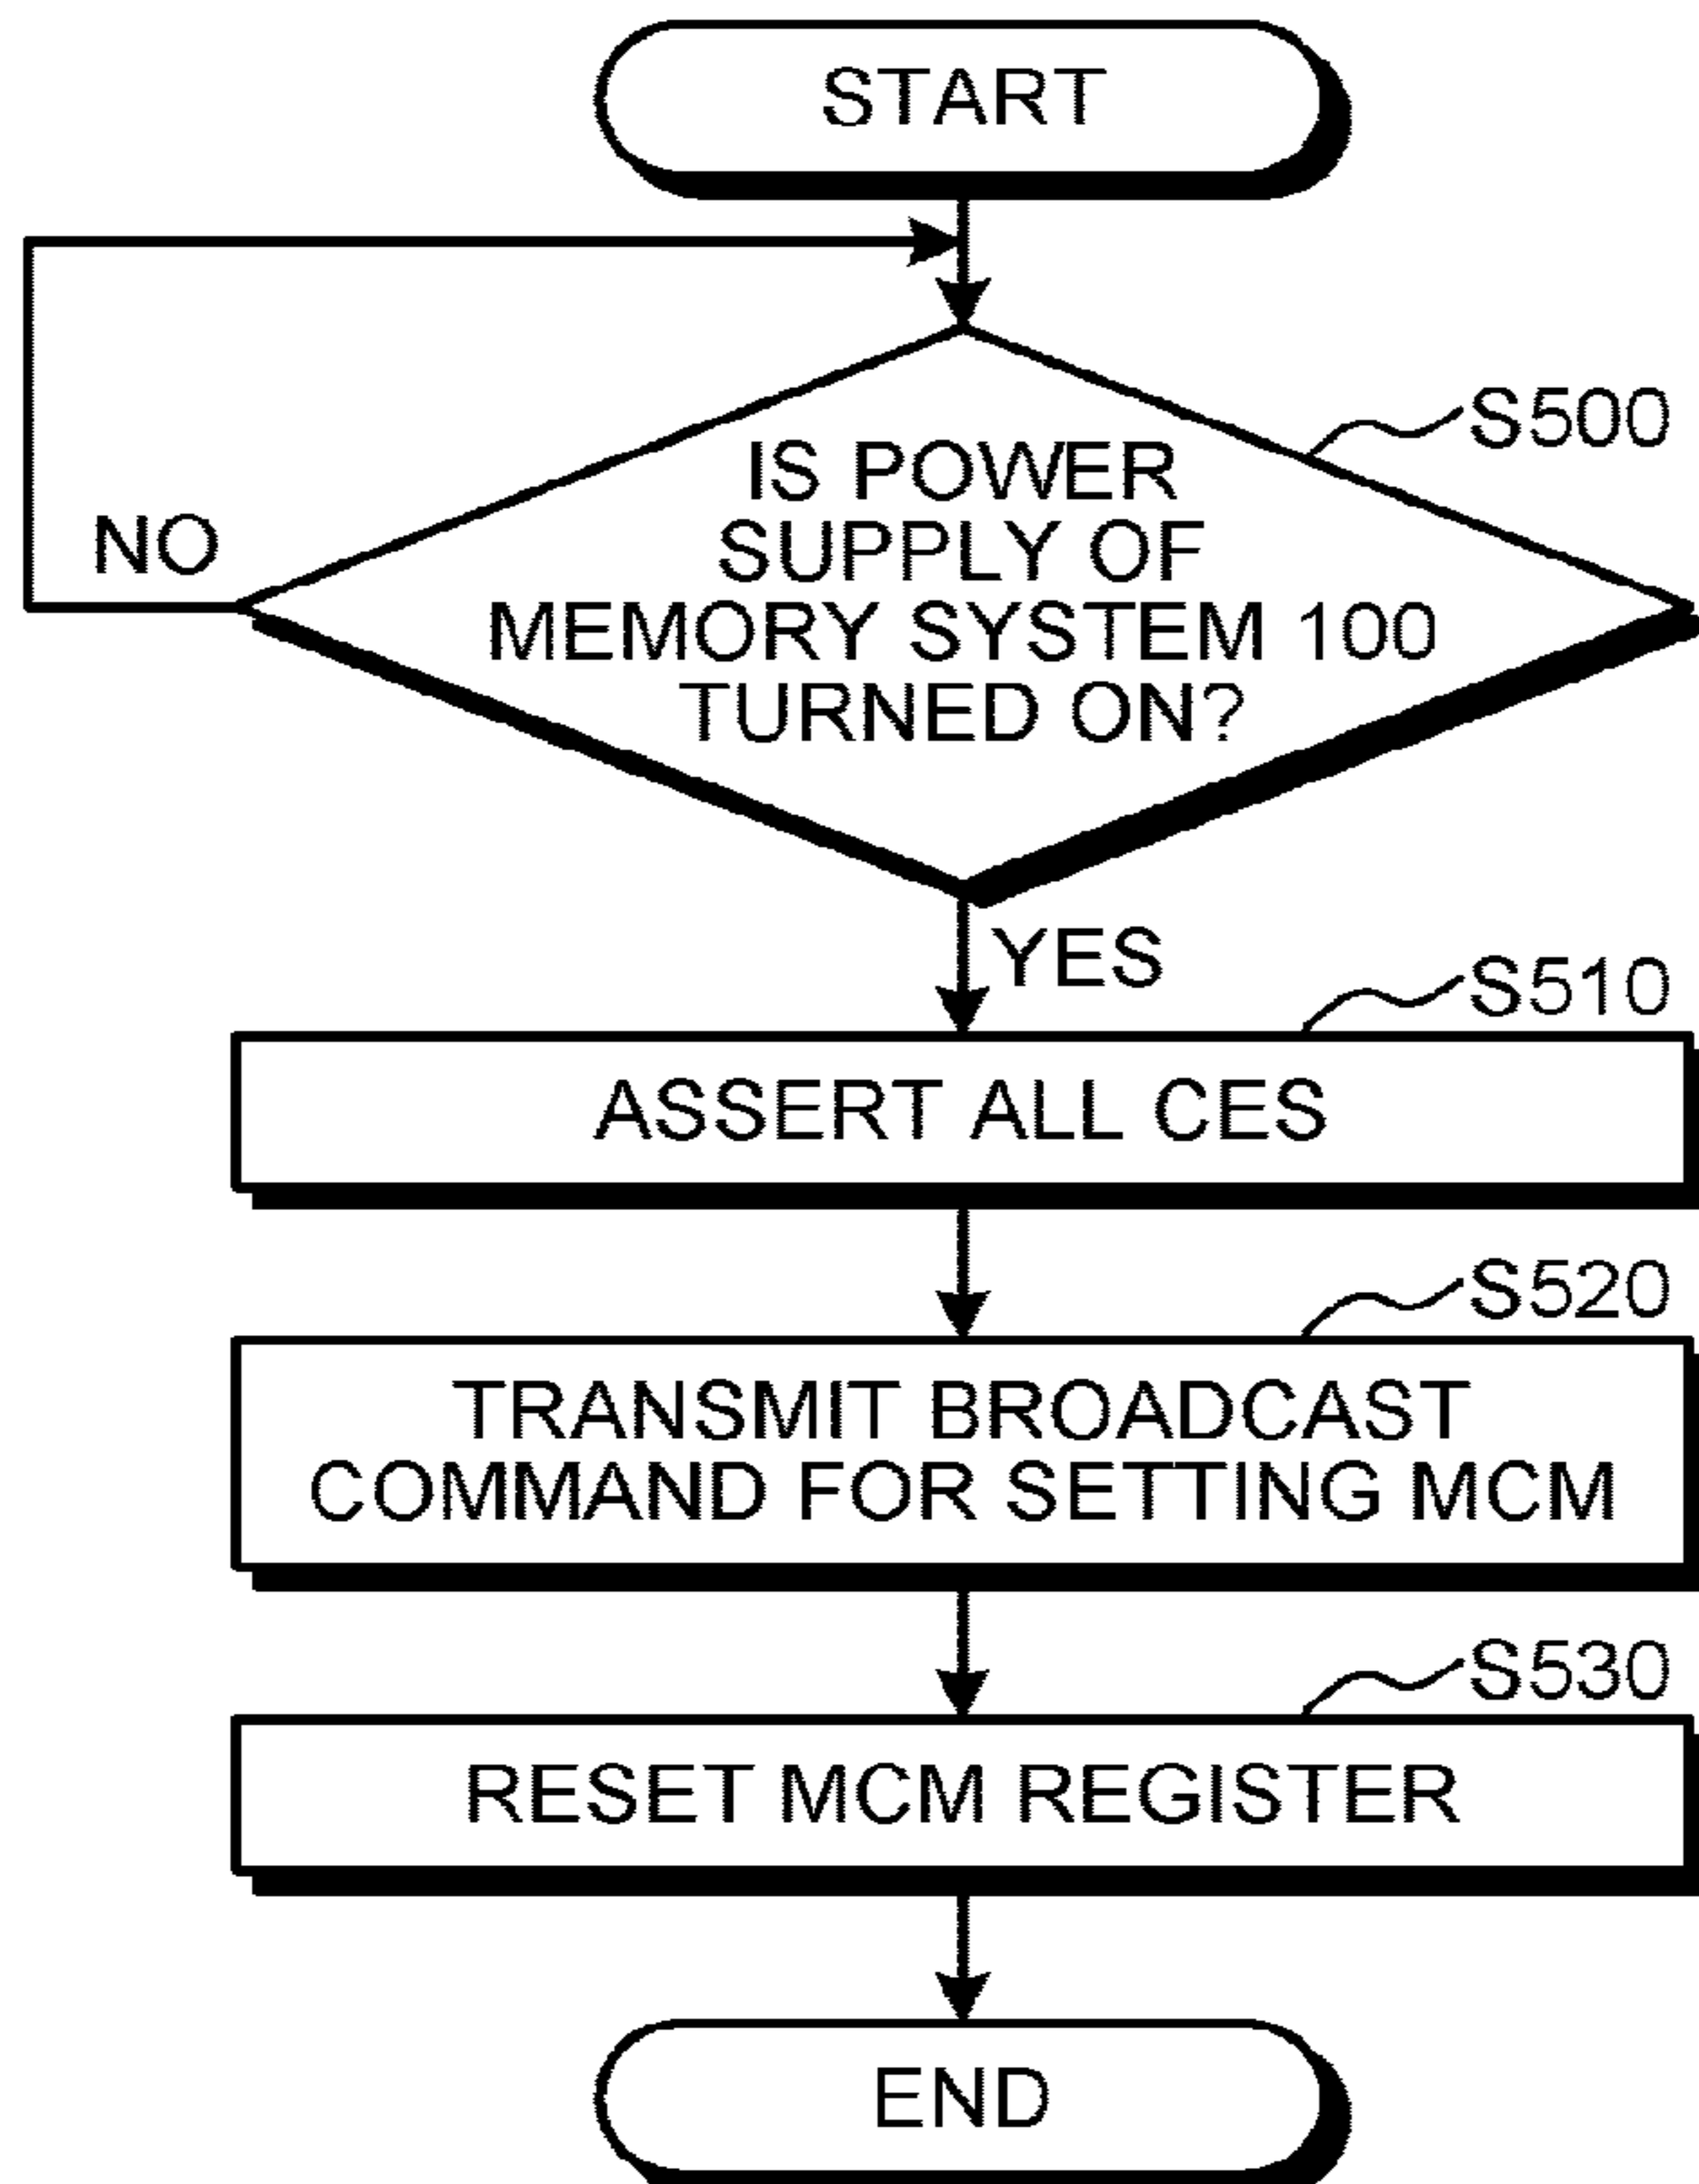 START
S500
IS POWER
SUPPLY OF
MEMORY SYSTEM 100
TURNED ON?
NO
YES
S510
ASSERT ALL CES
S520
TRANSMIT BROADCAST
COMMAND FOR SETTING MCM
S530
RESET MCM REGISTER
END